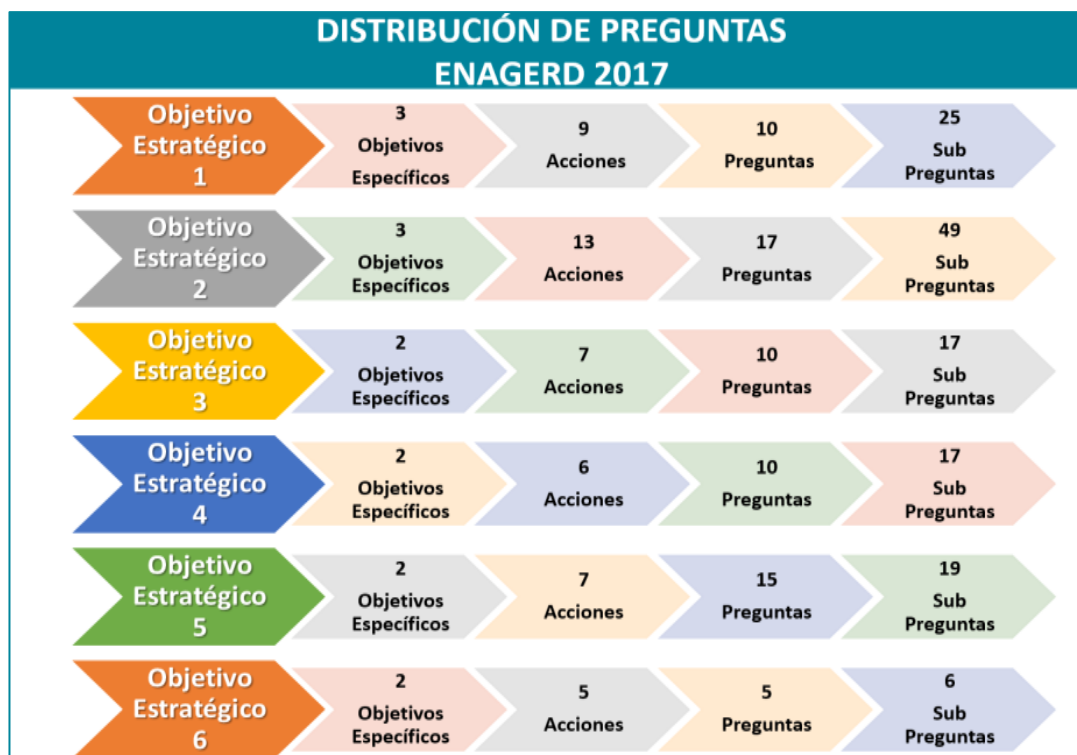 DISTRIBUCIÓN DE PREGUNTAS
ENAGERD 2017
Objetivo
Estratégico
1
3
Objetivos
Específicos
9
Acciones
10
Preguntas
25
Sub
Preguntas
Objetivo
Estratégico
2
3
Objetivos
Específicos
13
Acciones
17
Preguntas
49
Sub
Preguntas
Objetivo
Estratégico
3
2
Objetivos
Específicos
7
Acciones
10
Preguntas
17
Sub
Preguntas
Objetivo
Estratégico
4
2
Objetivos
Específicos
6
Acciones
10
Preguntas
17
Sub
Preguntas
Objetivo
Estratégico
5
2
Objetivos
Específicos
7
Acciones
15
Preguntas
19
Sub
Preguntas
Objetivo
Estratégico
6
2
Objetivos
Específicos
5
Acciones
5
Preguntas
6
Sub
Preguntas